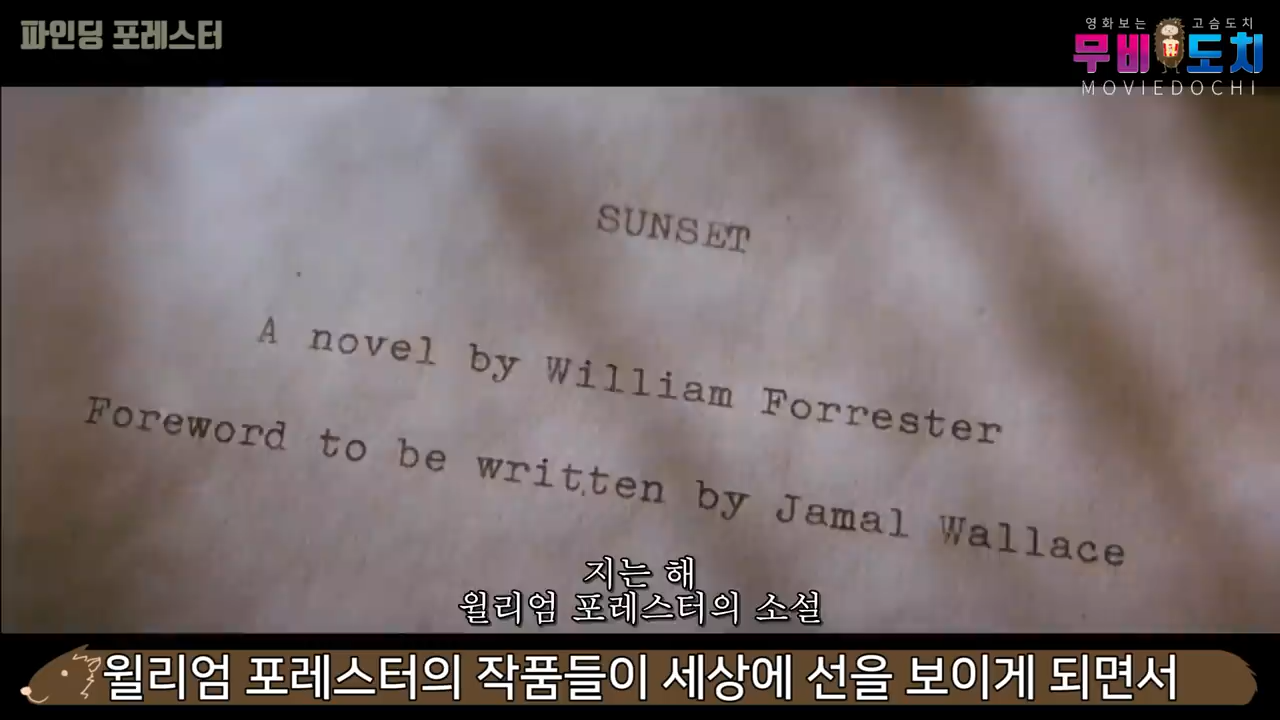 파인딩 포레스터
영화보는 고슴도치
무비도치
MOVIEDOCHI
SUNSET
A novel by William Forrester
Foreword to be written by Jamal Wallace
지는 해
윌리엄 포레스터의 소설
윌리엄 포레스터의 작품들이 세상에 선을 보이게 되면서